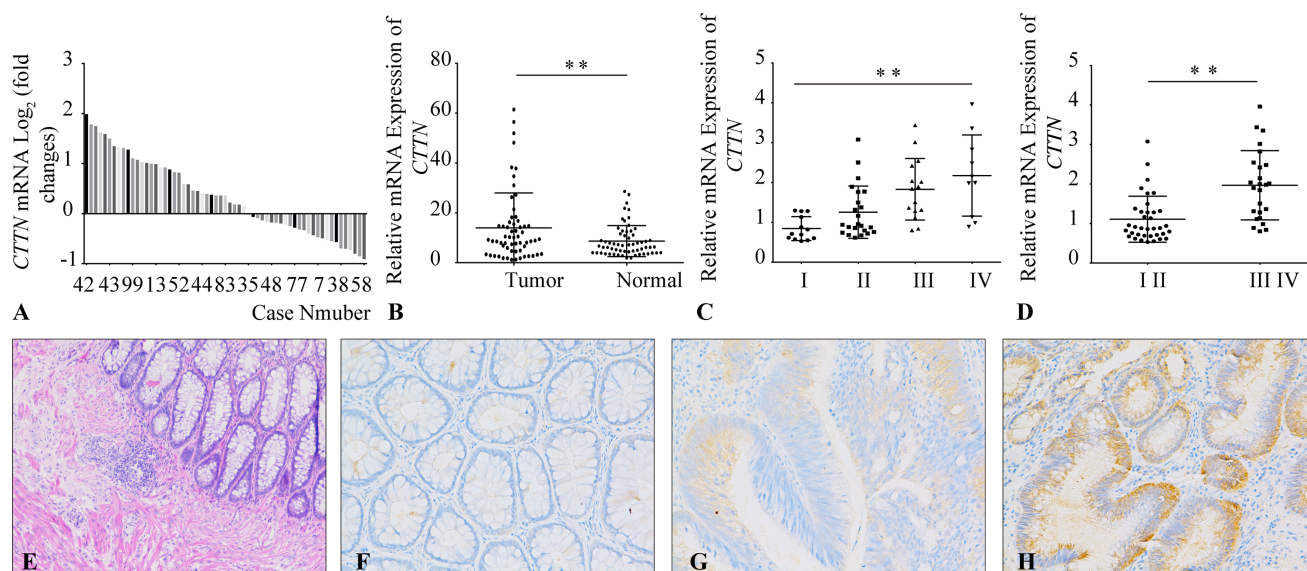 CTTN mRNA Log2 (fold
changes)
3
2
1
0
-1
42 43 99 13 52 44 83 35 48 77 7 38 58
Case Nmuber
A
Relative mRNA Expression of
CTTN
80
60
40
20
0
**
Tumor Normal
B
Relative mRNA Expression of
CTTN
5
4
3
2
1
0
**
I II III IV
C
Relative mRNA Expression of
CTTN
5
4
3
2
1
0
**
I II III IV
D
E
F
G
H